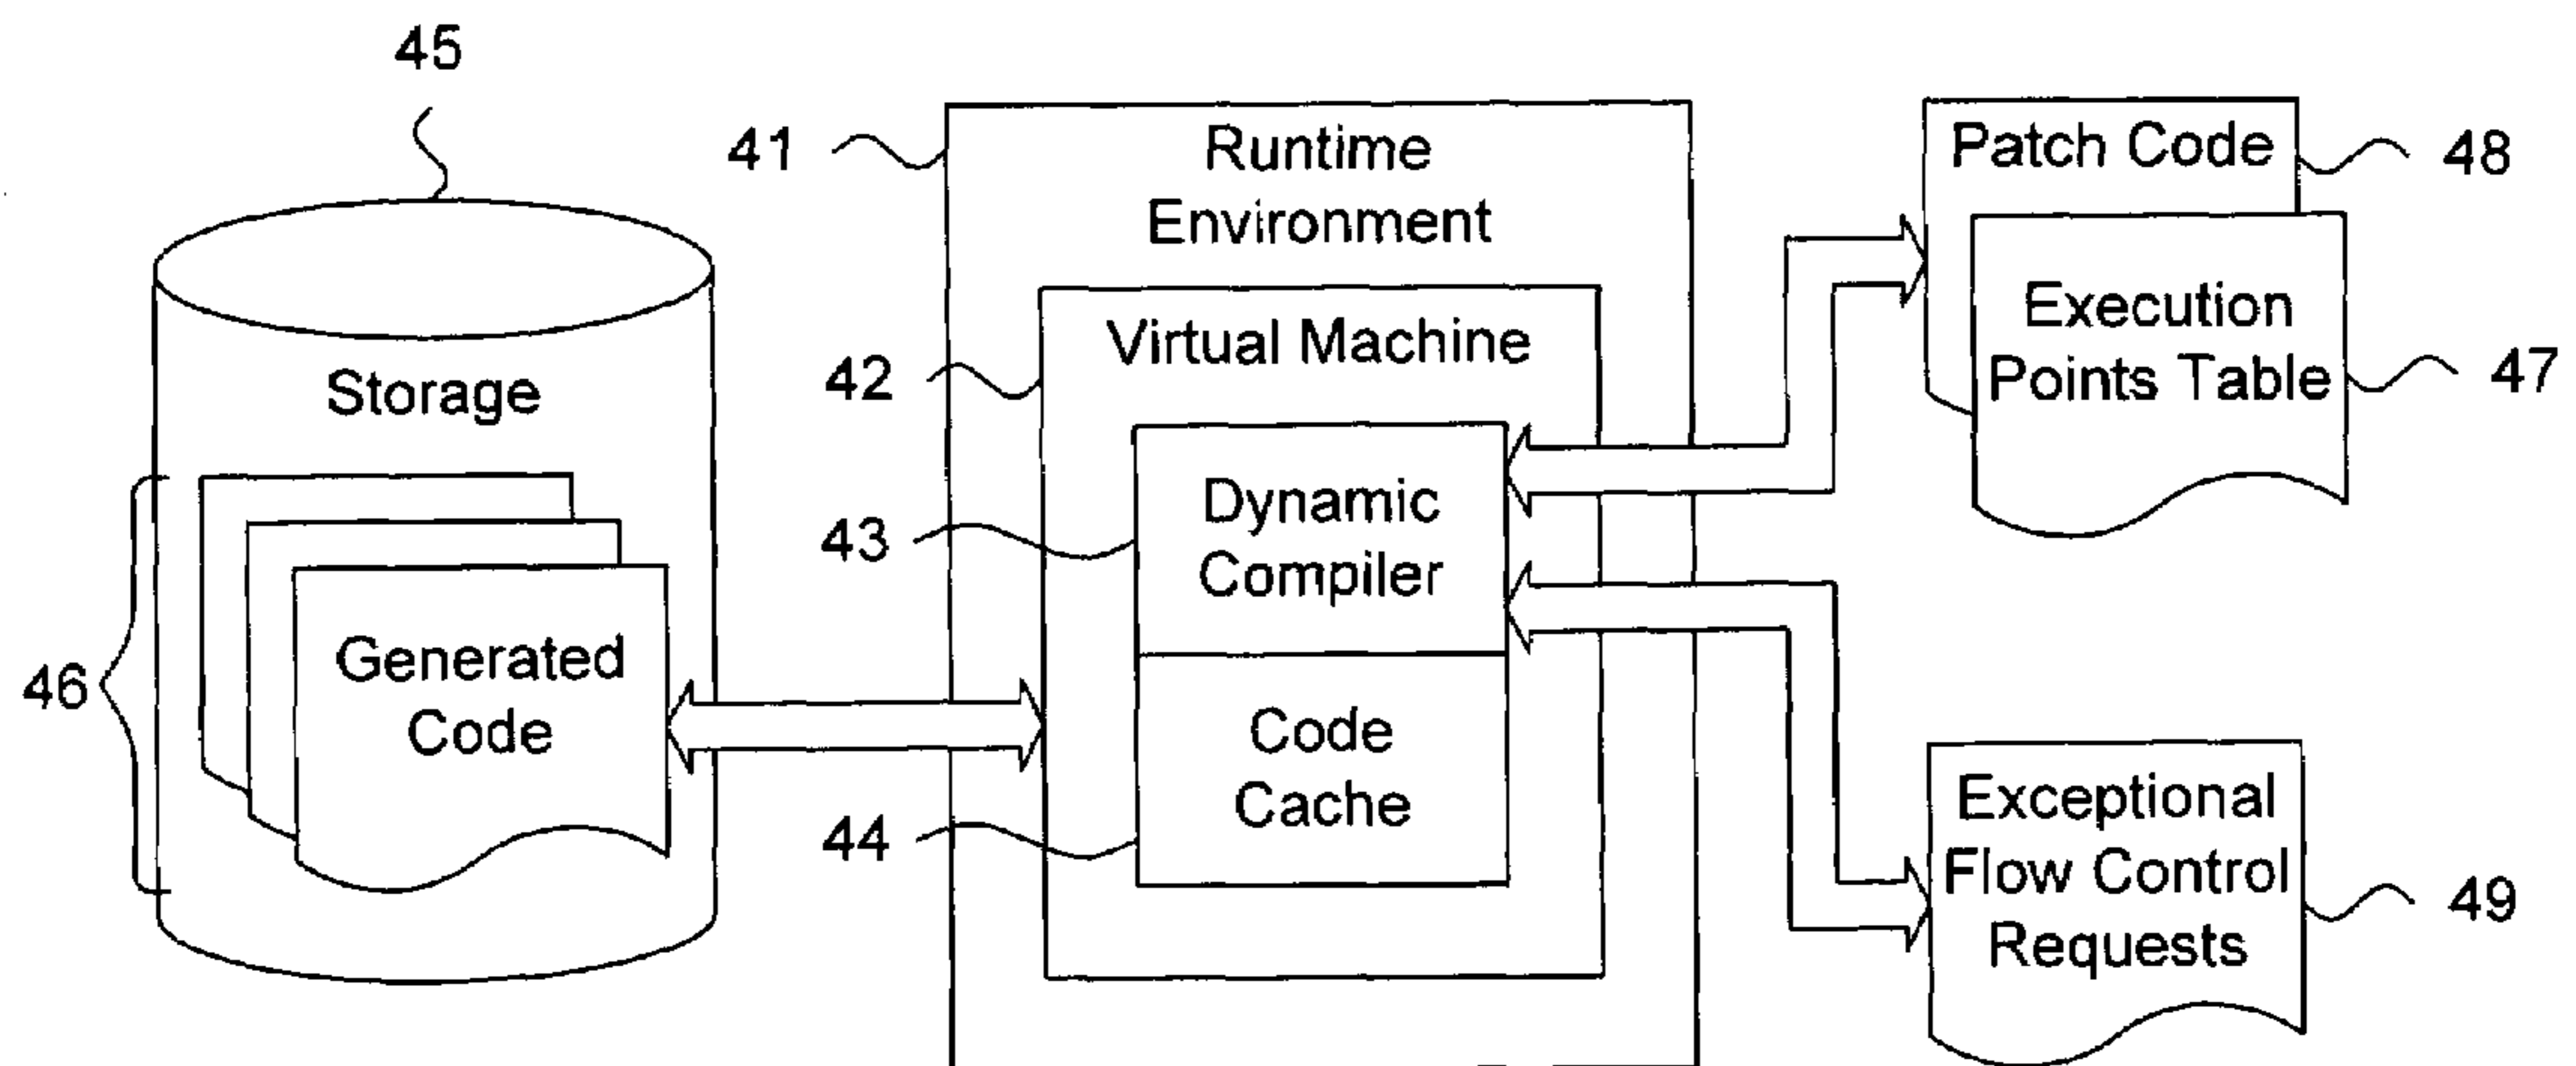 45
Storage
46
Generated
Code
41
Runtime
Environment
42
Virtual Machine
43
Dynamic
Compiler
44
Code
Cache
Patch Code
48
Execution
Points Table
47
Exceptional
Flow Control
Requests
49